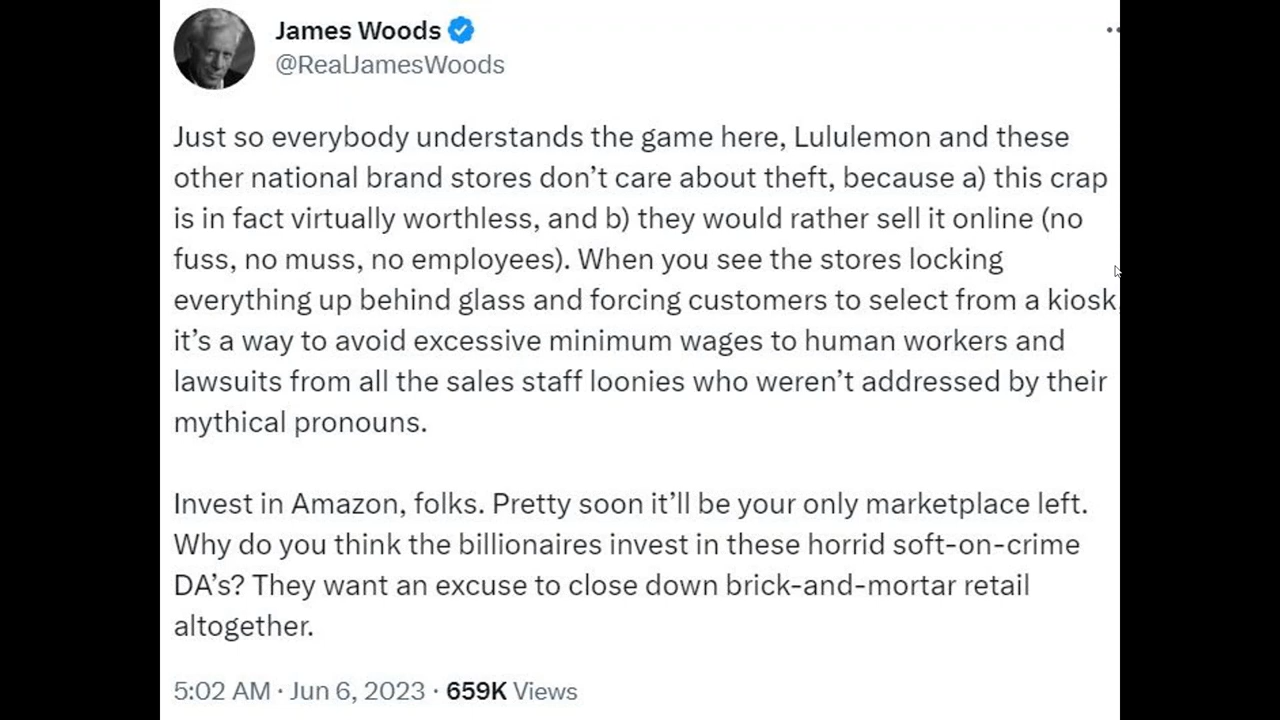 James Woods
@RealJamesWoods
Just so everybody understands the game here, Lululemon and these
other national brand stores don’t care about theft, because a) this crap
is in fact virtually worthless, and b) they would rather sell it online (no
fuss, no muss, no employees). When you see the stores locking
everything up behind glass and forcing customers to select from a kiosk
it’s a way to avoid excessive minimum wages to human workers and
lawsuits from all the sales staff loonies who weren’t addressed by their
mythical pronouns.
Invest in Amazon, folks. Pretty soon it’ll be your only marketplace left.
Why do you think the billionaires invest in these horrid soft-on-crime
DA’s? They want an excuse to close down brick-and-mortar retail
altogether.
5:02 AM · Jun 6, 2023 · 659K Views